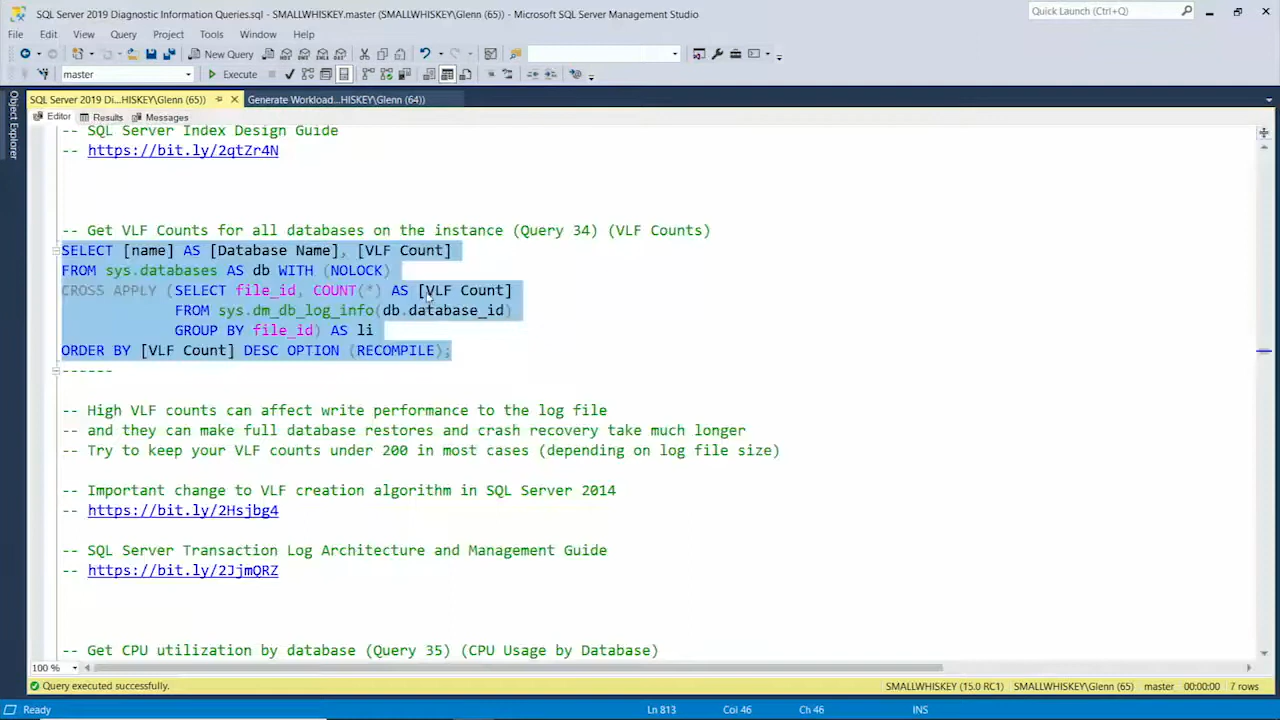 SQL Server 2019 Diagnostic Information Queries.sql - SMALLWHISKEY.master (SMALLWHISKEY\Glenn (65)) - Microsoft SQL Server Management Studio
Quick Launch (Ctrl+Q)
File Edit View Query Project Tools Window Help
New Query
master Execute
SQL Server 2019 Di...HISKEY\Glenn (65)) Generate Workload...HISKEY\Glenn (64))
Object Explorer
Editor Results Messages
-- SQL Server Index Design Guide
-- https://bit.ly/2qtZr4N
-- Get VLF Counts for all databases on the instance (Query 34) (VLF Counts)
SELECT [name] AS [Database Name], [VLF Count]
FROM sys.databases AS db WITH (NOLOCK)
CROSS APPLY (SELECT file_id, COUNT(*) AS [VLF Count]
FROM sys.dm_db_log_info(db.database_id)
GROUP BY file_id) AS li
ORDER BY [VLF Count] DESC OPTION (RECOMPILE);
------
-- High VLF counts can affect write performance to the log file
-- and they can make full database restores and crash recovery take much longer
-- Try to keep your VLF counts under 200 in most cases (depending on log file size)
-- Important change to VLF creation algorithm in SQL Server 2014
-- https://bit.ly/2Hsjbg4
-- SQL Server Transaction Log Architecture and Management Guide
-- https://bit.ly/2JjmQRZ
-- Get CPU utilization by database (Query 35) (CPU Usage by Database)
100 %
Query executed successfully. SMALLWHISKEY (15.0 RC1) SMALLWHISKEY\Glenn (65) master 00:00:00 7 rows
Ready Ln 813 Col 46 Ch 46 INS